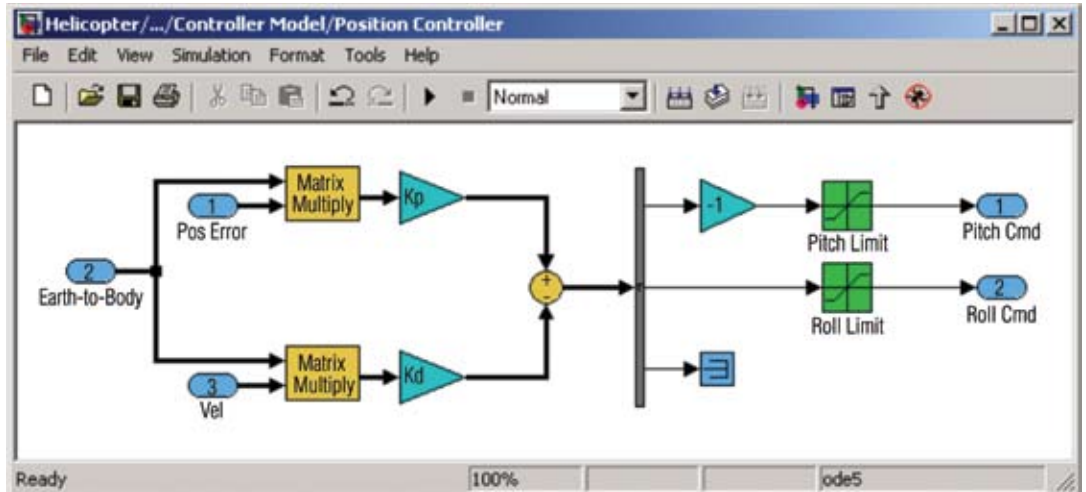 Helicopter/.../Controller Model/Position Controller
File Edit View Simulation Format Tools Help
Normal
Matrix
Multiply
Kp
1
Pos Error
-1
Pitch Limit
1
Pitch Cmd
2
Earth-to-Body
+
-
Roll Limit
2
Roll Cmd
Matrix
Multiply
Kd
3
Vel
Ready 100% ode5